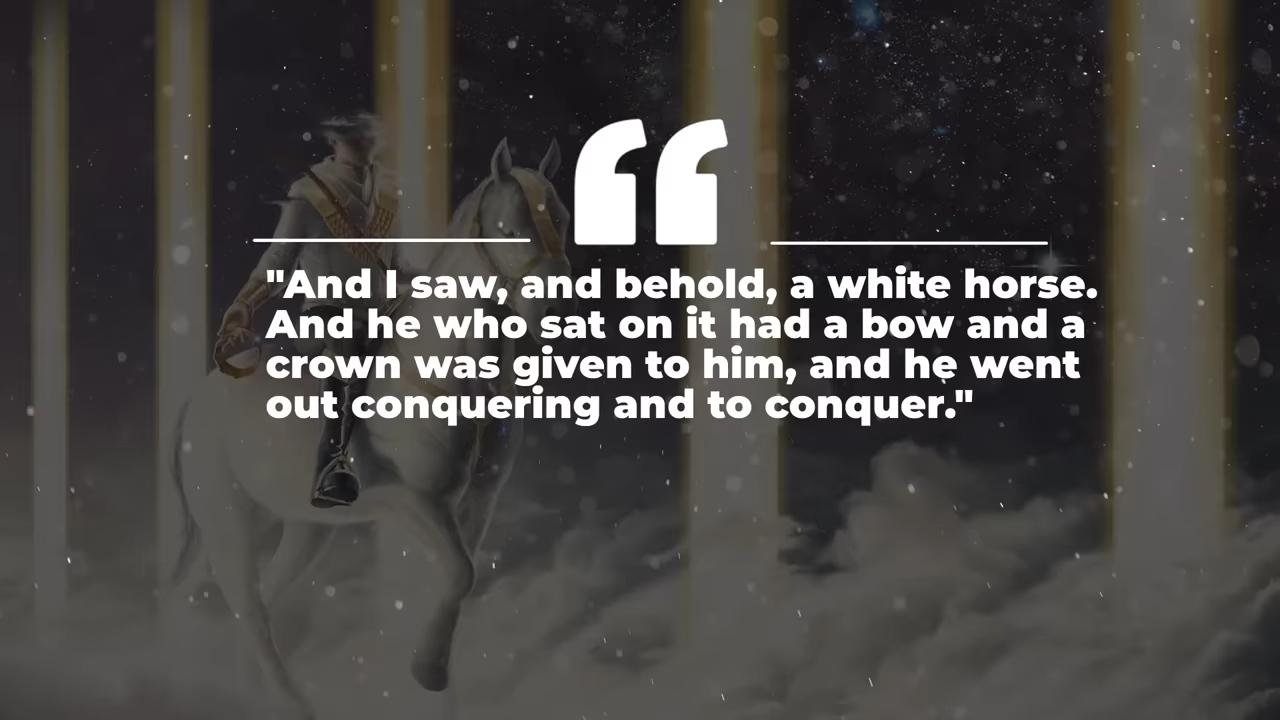 "And I saw, and behold, a white horse.
And he who sat on it had a bow and a
crown was given to him, and he went
out conquering and to conquer."